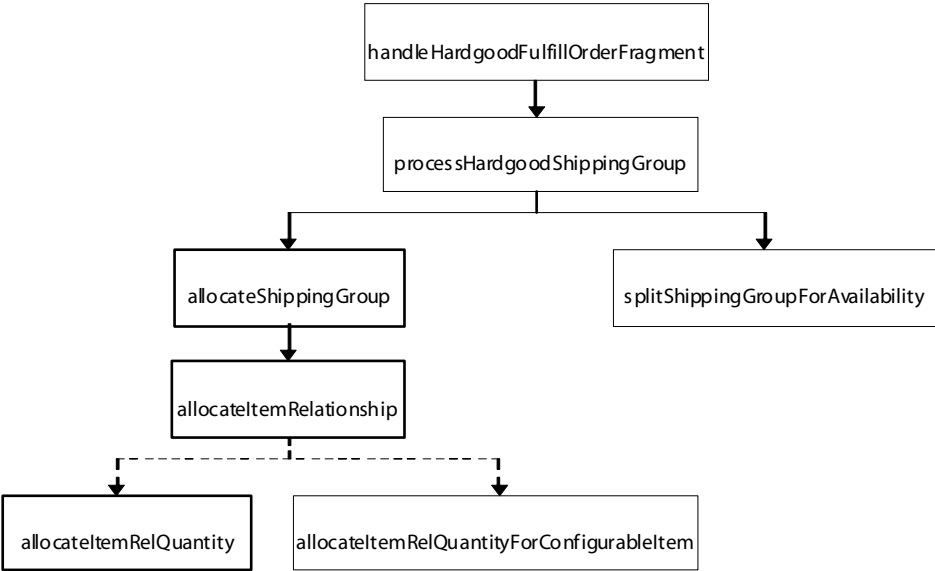 handleHardgoodFulfillOrderFragment
processHardgoodShippingGroup
allocateShippingGroup
splitShippingGroupForAvailability
allocateItemRelationship
allocateItemRelQuantity
allocateItemRelQuantityForConfigurableItem